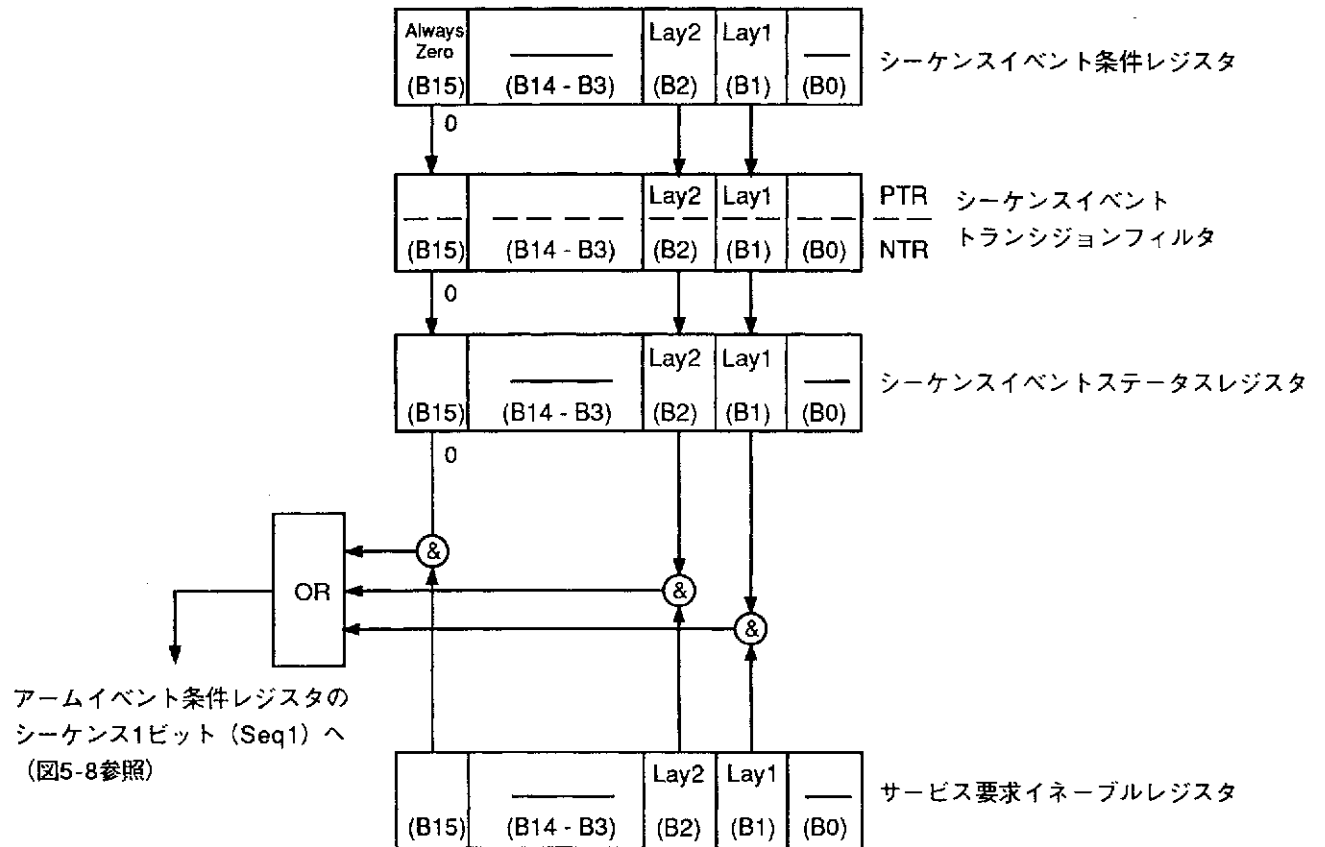 Always Zero Lay2 Lay1
(B15) (B14 - B3) (B2) (B1) (B0)
シーケンスイベント条件レジスタ
0
Lay2 Lay1
(B15) (B14 - B3) (B2) (B1) (B0)
PTR
NTR
シーケンスイベント
トランシジョンフィルタ
0
Lay2 Lay1
(B15) (B14 - B3) (B2) (B1) (B0)
シーケンスイベントステータスレジスタ
0
&
OR
&
&
アームイベント条件レジスタの
シーケンス1ビット（Seq1）へ
（図5-8参照）
Lay2 Lay1
(B15) (B14 - B3) (B2) (B1) (B0)
サービス要求イネーブルレジスタ